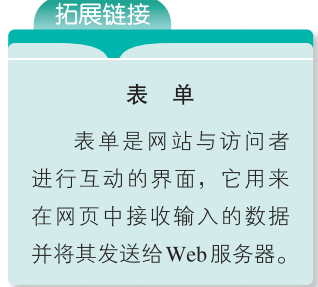 拓展链接
表 单
表单是网站与访问者
进行互动的界面，它用来
在网页中接收输入的数据
并将其发送给Web服务器。